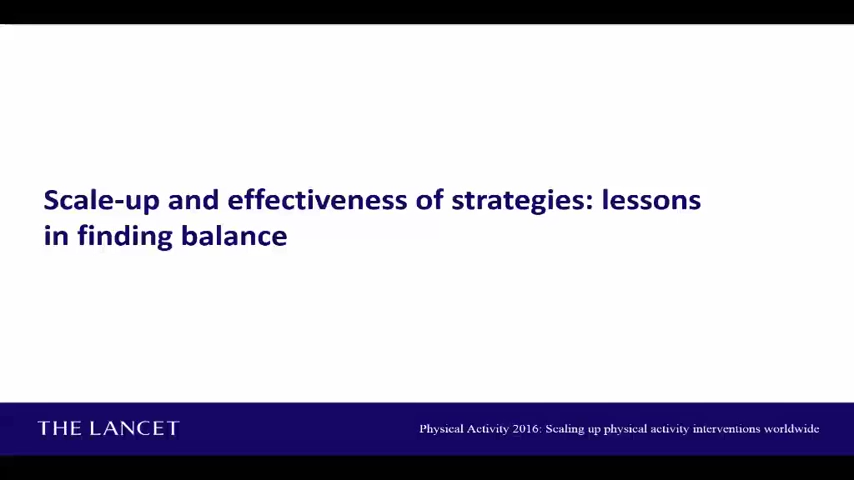 Scale-up and effectiveness of strategies: lessons
in finding balance
THE LANCET
Physical Activity 2016: Scaling up physical activity interventions worldwide